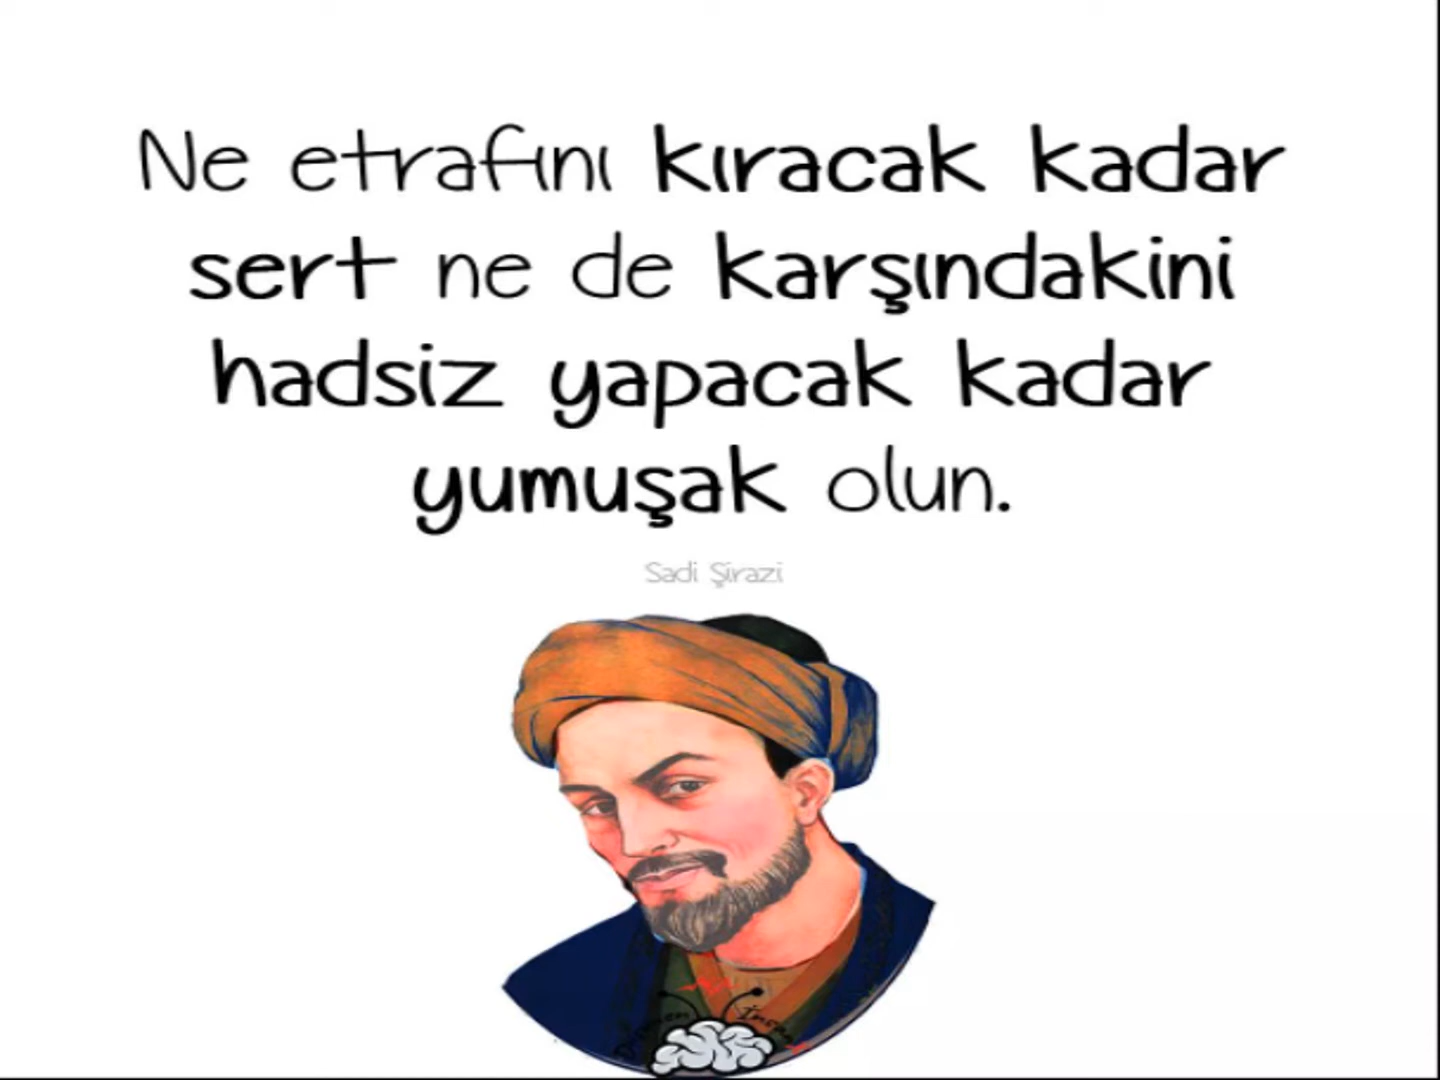 Ne etrafını kıracak kadar
sert ne de karşındakini
hadsiz yapacak kadar
yumuşak olun.
Sadi Şirazi